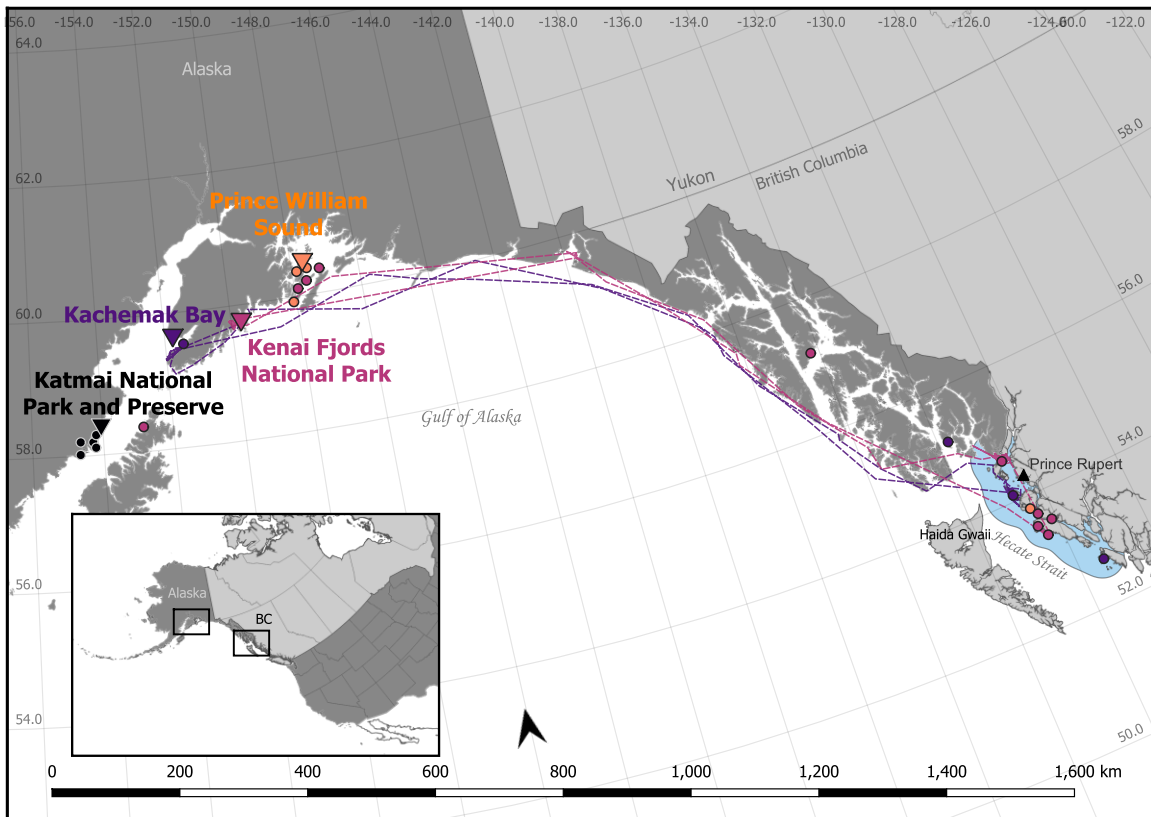 -156.0
-152.0
-150.0
-148.0
-146.0
-144.0
-142.0
-140.0
-138.0
-136.0
-134.0
-132.0
-130.0
-128.0
-126.0
-124.0
-122.0
64.0
Alaska
58.0
62.0
Yukon
British Columbia
Prince William
Sound
56.0
60.0
Kachemak Bay
Kenai Fjords
National Park
Katmai National
Park and Preserve
Gulf of Alaska
54.0
58.0
Prince Rupert
Haida Gwaii
Hecate Strait
52.0
56.0
Alaska
BC
54.0
50.0
0
200
400
600
800
1,000
1,200
1,400
1,600 km